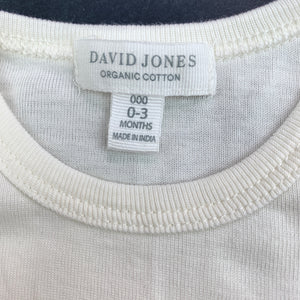 DAVID JONES
ORGANIC COTTON
000
0-3
MONTHS
MADE IN INDIA